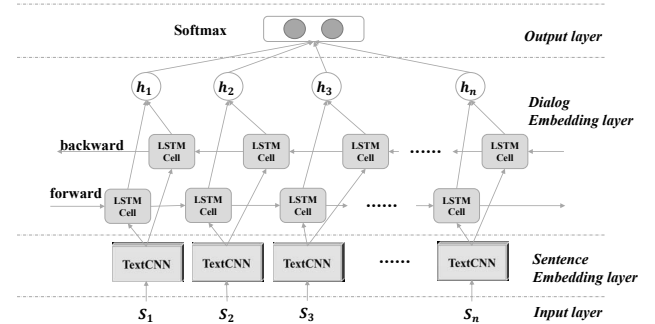 Softmax
Output layer
h1 h2 h3 hn
Dialog
Embedding layer
backward
LSTM Cell LSTM Cell LSTM Cell ...... LSTM Cell
forward
LSTM Cell LSTM Cell LSTM Cell ...... LSTM Cell
TextCNN TextCNN TextCNN ...... TextCNN
Sentence
Embedding layer
S1 S2 S3 Sn
Input layer